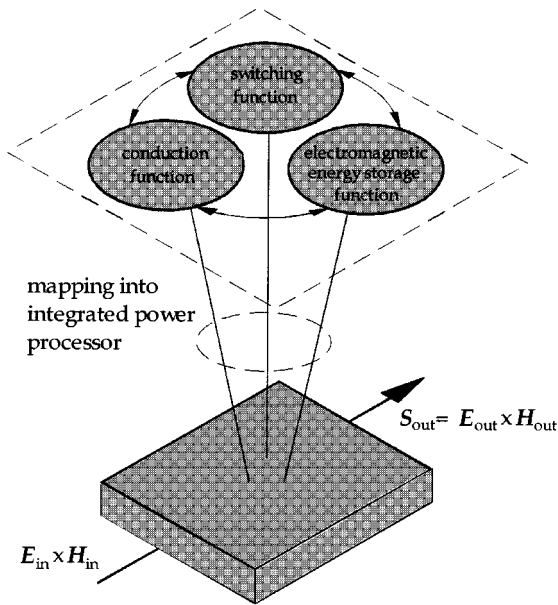 switching
function
conduction
function
electromagnetic
energy storage
function
mapping into
integrated power
processor
S_out = E_out x H_out
E_in x H_in